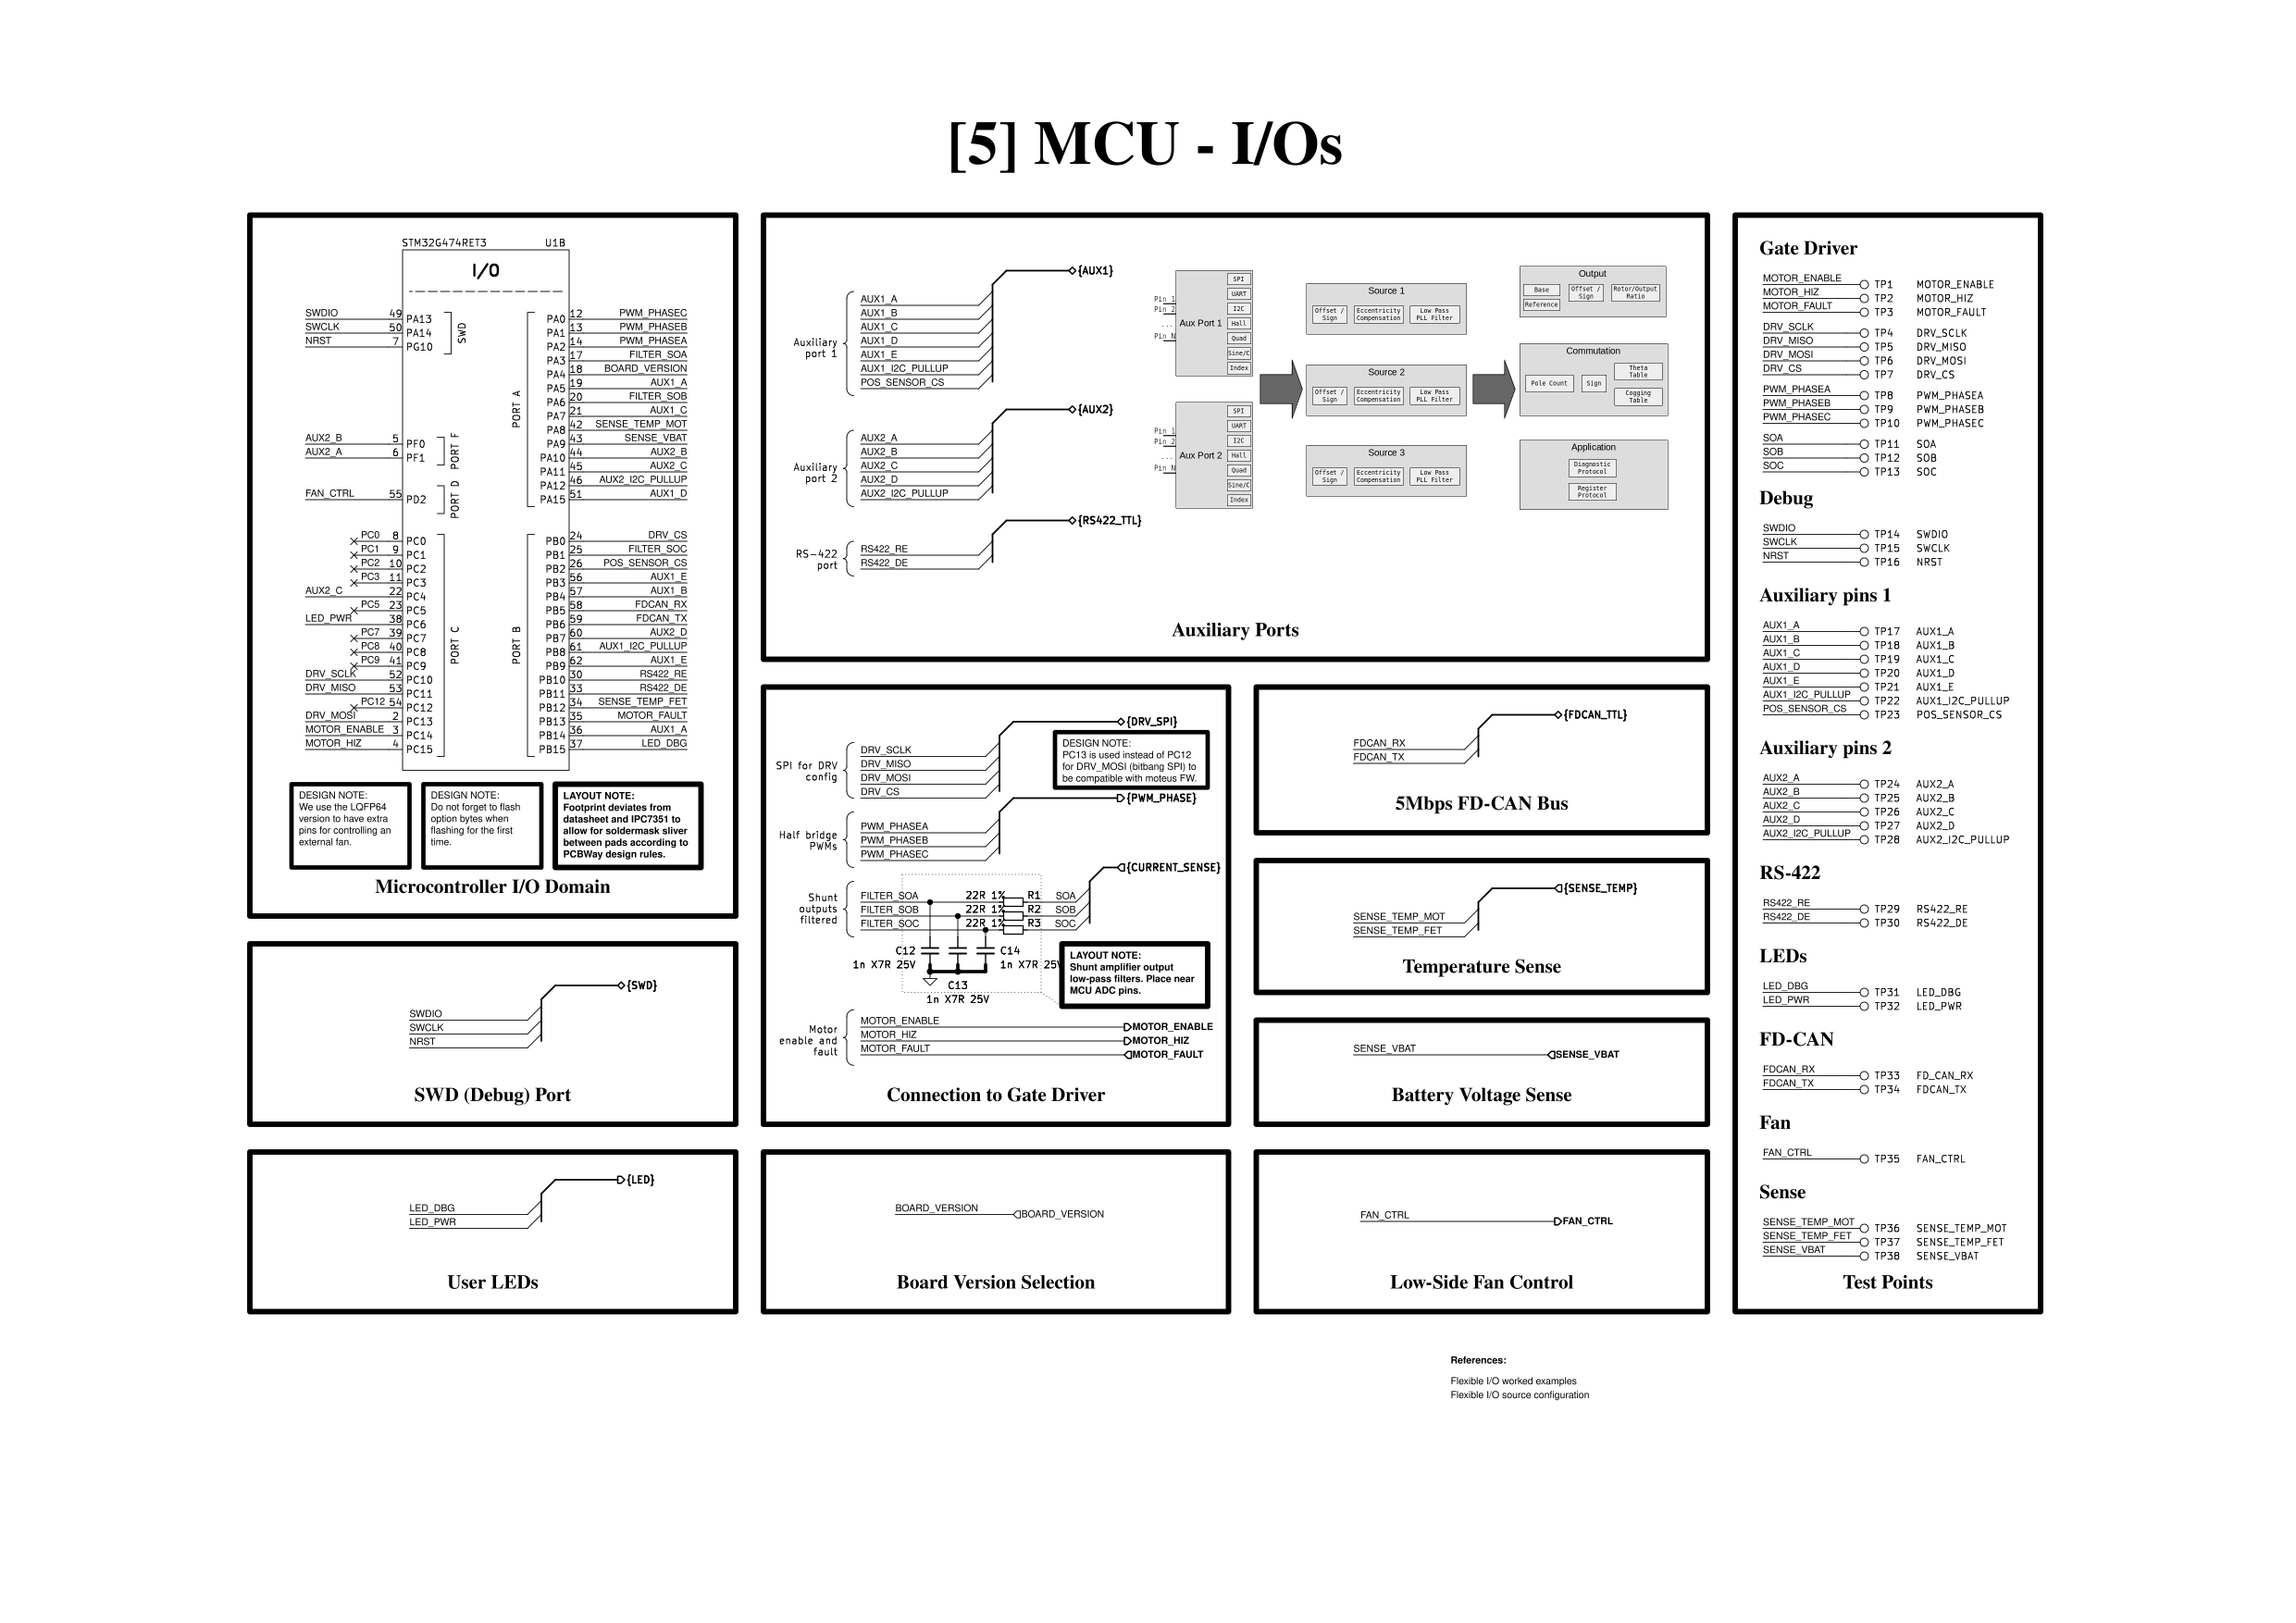 [5] MCU - I/Os
STM32G474RET3 U1B
I/O
SWDIO 49 PA13
SWCLK 50 PA14
NRST 7 PG10
SWD
AUX2_B 5 PF0
AUX2_A 6 PF1
PORT F
FAN_CTRL 55 PD2
PORT D
PC0 8 PC0
PC1 9 PC1
PC2 10 PC2
PC3 11 PC3
AUX2_C 22 PC4
PC5 23 PC5
LED_PWR 38 PC6
PC7 39 PC7
PC8 40 PC8
PC9 41 PC9
DRV_SCLK 52 PC10
DRV_MISO 53 PC11
PC12 54 PC12
DRV_MOSI 2 PC13
MOTOR_ENABLE 3 PC14
MOTOR_HIZ 4 PC15
PORT C
PORT A
PA0 12 PWM_PHASEC
PA1 13 PWM_PHASEB
PA2 14 PWM_PHASEA
PA3 17 FILTER_SOA
PA4 18 BOARD_VERSION
PA5 19 AUX1_A
PA6 20 FILTER_SOB
PA7 21 AUX1_C
PA8 42 SENSE_TEMP_MOT
PA9 43 SENSE_VBAT
PA10 44 AUX2_B
PA11 45 AUX2_C
PA12 46 AUX2_I2C_PULLUP
PA15 51 AUX1_D
PORT B
PB0 24 DRV_CS
PB1 25 FILTER_SOC
PB2 26 POS_SENSOR_CS
PB3 56 AUX1_E
PB4 57 AUX1_B
PB5 58 FDCAN_RX
PB6 59 FDCAN_TX
PB7 60 AUX2_D
PB8 61 AUX1_I2C_PULLUP
PB9 62 AUX1_E
PB10 30 RS422_RE
PB11 33 RS422_DE
PB12 34 SENSE_TEMP_FET
PB13 35 MOTOR_FAULT
PB14 36 AUX1_A
PB15 37 LED_DBG
DESIGN NOTE:
We use the LQFP64
version to have extra
pins for controlling an
external fan.
DESIGN NOTE:
Do not forget to flash
option bytes when
flashing for the first
time.
LAYOUT NOTE:
Footprint deviates from
datasheet and IPC7351 to
allow for soldermask sliver
between pads according to
PCBWay design rules.
Microcontroller I/O Domain
SWDIO
SWCLK
NRST
{SWD}
SWD (Debug) Port
LED_DBG
LED_PWR
{LED}
User LEDs
Auxiliary
port 1
AUX1_A
AUX1_B
AUX1_C
AUX1_D
AUX1_E
AUX1_I2C_PULLUP
POS_SENSOR_CS
{AUX1}
Auxiliary
port 2
AUX2_A
AUX2_B
AUX2_C
AUX2_D
AUX2_I2C_PULLUP
{AUX2}
RS-422
port
RS422_RE
RS422_DE
{RS422_TTL}
Pin 1
Pin 2
...
Pin N
Aux Port 1
SPI
UART
I2C
Hall
Quad
Sine/C
Index
Pin 1
Pin 2
...
Pin N
Aux Port 2
SPI
UART
I2C
Hall
Quad
Sine/C
Index
Source 1
Offset /
Sign
Eccentricity
Compensation
Low Pass
PLL Filter
Source 2
Offset /
Sign
Eccentricity
Compensation
Low Pass
PLL Filter
Source 3
Offset /
Sign
Eccentricity
Compensation
Low Pass
PLL Filter
Output
Base
Reference
Offset /
Sign
Rotor/Output
Ratio
Commutation
Pole Count
Sign
Theta
Table
Cogging
Table
Application
Diagnostic
Protocol
Register
Protocol
Auxiliary Ports
SPI for DRV
config
DRV_SCLK
DRV_MISO
DRV_MOSI
DRV_CS
{DRV_SPI}
DESIGN NOTE:
PC13 is used instead of PC12
for DRV_MOSI (bitbang SPI) to
be compatible with moteus FW.
Half bridge
PWMs
PWM_PHASEA
PWM_PHASEB
PWM_PHASEC
{PWM_PHASE}
Shunt
outputs
filtered
FILTER_SOA 22R 1% R1 SOA
FILTER_SOB 22R 1% R2 SOB
FILTER_SOC 22R 1% R3 SOC
{CURRENT_SENSE}
C12
1n X7R 25V
C14
1n X7R 25V
C13
1n X7R 25V
LAYOUT NOTE:
Shunt amplifier output
low-pass filters. Place near
MCU ADC pins.
Motor
enable and
fault
MOTOR_ENABLE MOTOR_ENABLE
MOTOR_HIZ MOTOR_HIZ
MOTOR_FAULT MOTOR_FAULT
Connection to Gate Driver
BOARD_VERSION BOARD_VERSION
Board Version Selection
FDCAN_RX
FDCAN_TX
{FDCAN_TTL}
5Mbps FD-CAN Bus
SENSE_TEMP_MOT
SENSE_TEMP_FET
{SENSE_TEMP}
Temperature Sense
SENSE_VBAT SENSE_VBAT
Battery Voltage Sense
FAN_CTRL FAN_CTRL
Low-Side Fan Control
Gate Driver
MOTOR_ENABLE TP1 MOTOR_ENABLE
MOTOR_HIZ TP2 MOTOR_HIZ
MOTOR_FAULT TP3 MOTOR_FAULT
DRV_SCLK TP4 DRV_SCLK
DRV_MISO TP5 DRV_MISO
DRV_MOSI TP6 DRV_MOSI
DRV_CS TP7 DRV_CS
PWM_PHASEA TP8 PWM_PHASEA
PWM_PHASEB TP9 PWM_PHASEB
PWM_PHASEC TP10 PWM_PHASEC
SOA TP11 SOA
SOB TP12 SOB
SOC TP13 SOC
Debug
SWDIO TP14 SWDIO
SWCLK TP15 SWCLK
NRST TP16 NRST
Auxiliary pins 1
AUX1_A TP17 AUX1_A
AUX1_B TP18 AUX1_B
AUX1_C TP19 AUX1_C
AUX1_D TP20 AUX1_D
AUX1_E TP21 AUX1_E
AUX1_I2C_PULLUP TP22 AUX1_I2C_PULLUP
POS_SENSOR_CS TP23 POS_SENSOR_CS
Auxiliary pins 2
AUX2_A TP24 AUX2_A
AUX2_B TP25 AUX2_B
AUX2_C TP26 AUX2_C
AUX2_D TP27 AUX2_D
AUX2_I2C_PULLUP TP28 AUX2_I2C_PULLUP
RS-422
RS422_RE TP29 RS422_RE
RS422_DE TP30 RS422_DE
LEDs
LED_DBG TP31 LED_DBG
LED_PWR TP32 LED_PWR
FD-CAN
FDCAN_RX TP33 FD_CAN_RX
FDCAN_TX TP34 FDCAN_TX
Fan
FAN_CTRL TP35 FAN_CTRL
Sense
SENSE_TEMP_MOT TP36 SENSE_TEMP_MOT
SENSE_TEMP_FET TP37 SENSE_TEMP_FET
SENSE_VBAT TP38 SENSE_VBAT
Test Points
References:
Flexible I/O worked examples
Flexible I/O source configuration